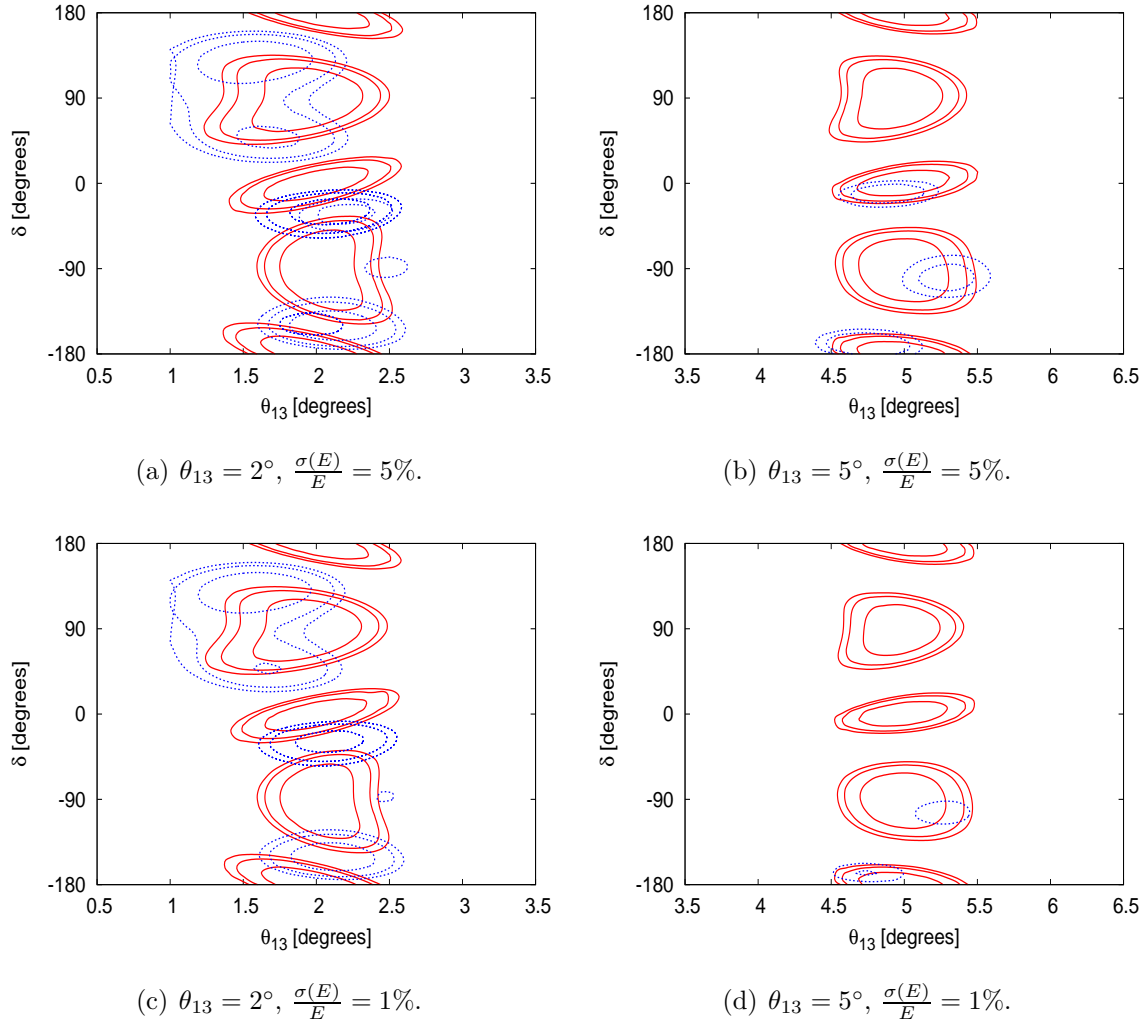 180
90
0
-90
-180
δ [degrees]
0.5 1 1.5 2 2.5 3 3.5
θ13 [degrees]
(a) θ13 = 2°, σ(E)/E = 5%.
180
90
0
-90
-180
δ [degrees]
3.5 4 4.5 5 5.5 6 6.5
θ13 [degrees]
(b) θ13 = 5°, σ(E)/E = 5%.
180
90
0
-90
-180
δ [degrees]
0.5 1 1.5 2 2.5 3 3.5
θ13 [degrees]
(c) θ13 = 2°, σ(E)/E = 1%.
180
90
0
-90
-180
δ [degrees]
3.5 4 4.5 5 5.5 6 6.5
θ13 [degrees]
(d) θ13 = 5°, σ(E)/E = 1%.